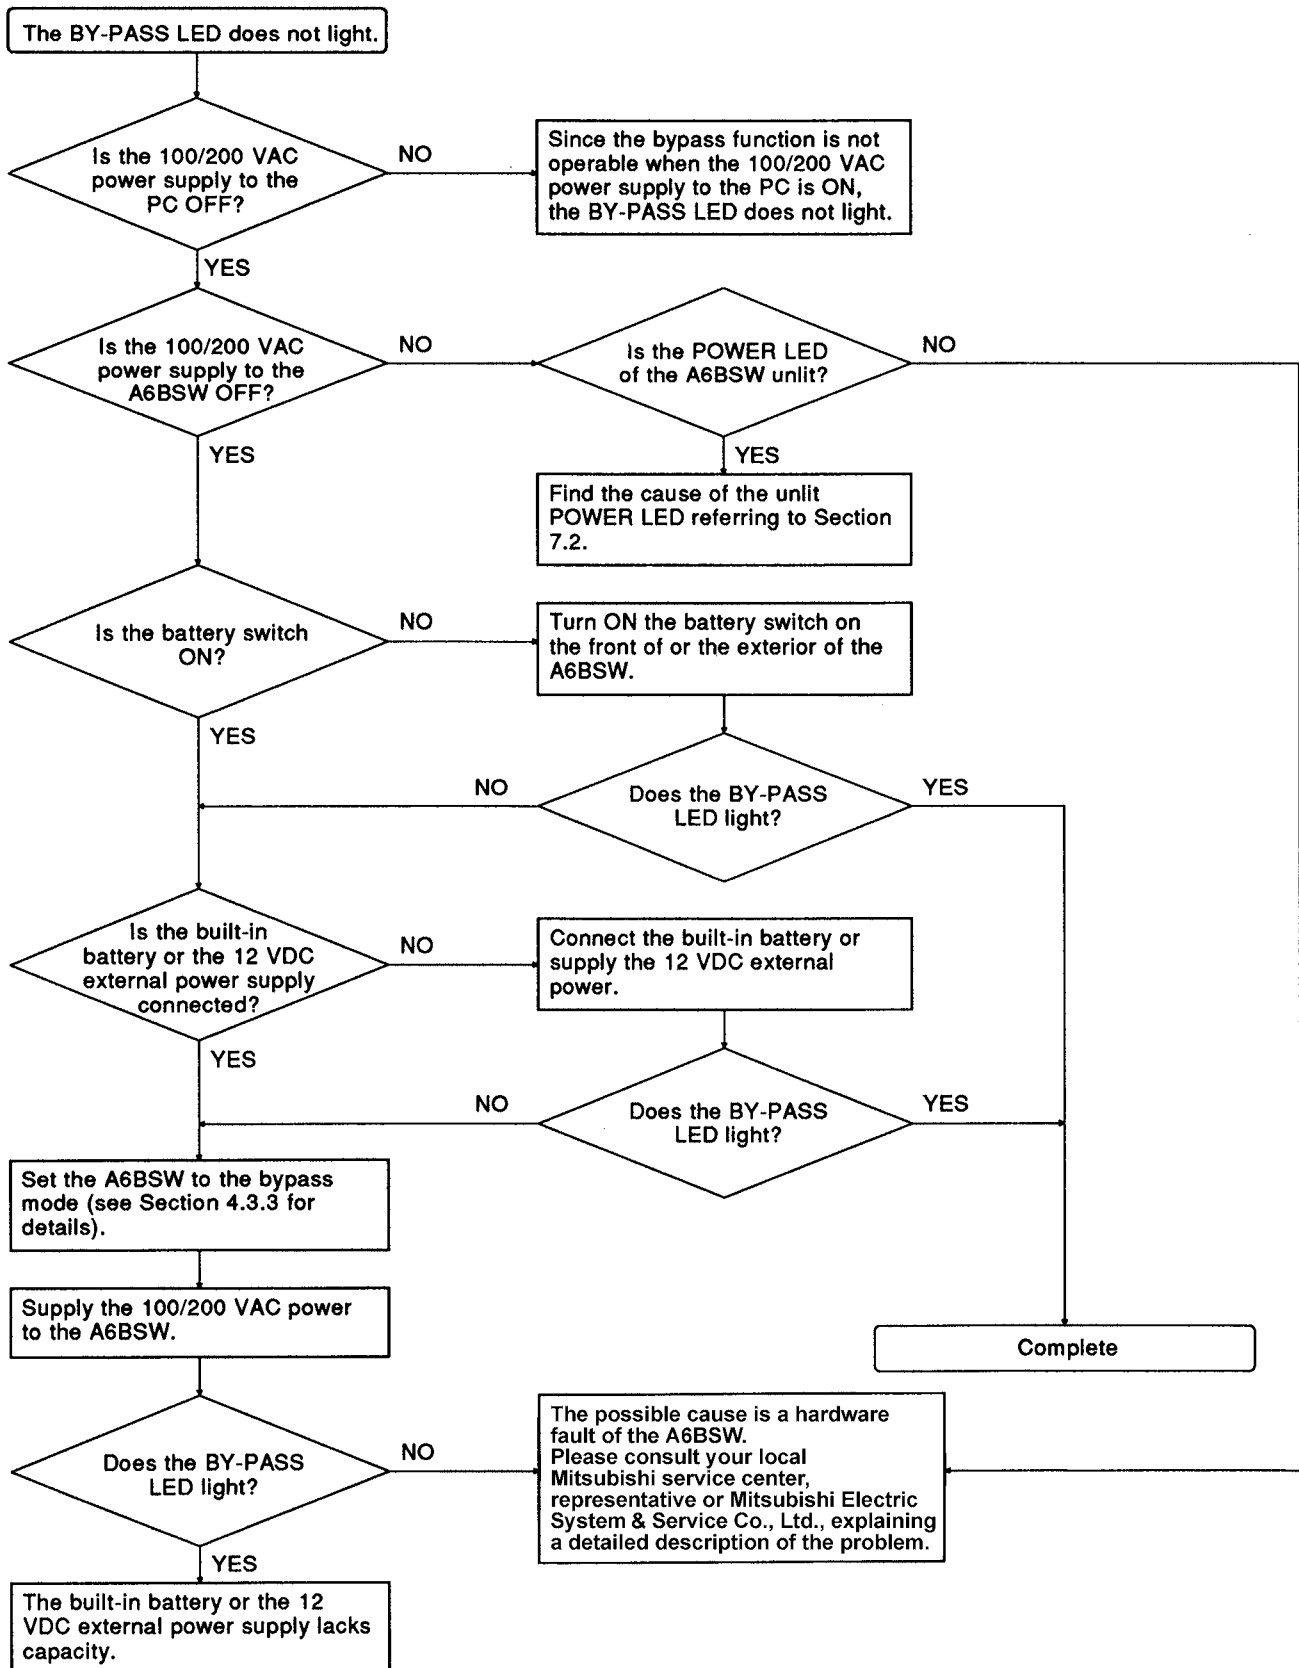 The BY-PASS LED does not light.
Is the 100/200 VAC
power supply to the
PC OFF?
NO
Since the bypass function is not
operable when the 100/200 VAC
power supply to the PC is ON,
the BY-PASS LED does not light.
YES
Is the 100/200 VAC
power supply to the
A6BSW OFF?
NO
Is the POWER LED
of the A6BSW unlit?
NO
YES
YES
Find the cause of the unlit
POWER LED referring to Section
7.2.
Is the battery switch
ON?
NO
Turn ON the battery switch on
the front of or the exterior of the
A6BSW.
YES
NO
Does the BY-PASS
LED light?
YES
Is the built-in
battery or the 12 VDC
external power supply
connected?
NO
Connect the built-in battery or
supply the 12 VDC external
power.
YES
NO
Does the BY-PASS
LED light?
YES
Set the A6BSW to the bypass
mode (see Section 4.3.3 for
details).
Supply the 100/200 VAC power
to the A6BSW.
Complete
Does the BY-PASS
LED light?
NO
The possible cause is a hardware
fault of the A6BSW.
Please consult your local
Mitsubishi service center,
representative or Mitsubishi Electric
System & Service Co., Ltd., explaining
a detailed description of the problem.
YES
The built-in battery or the 12
VDC external power supply lacks
capacity.